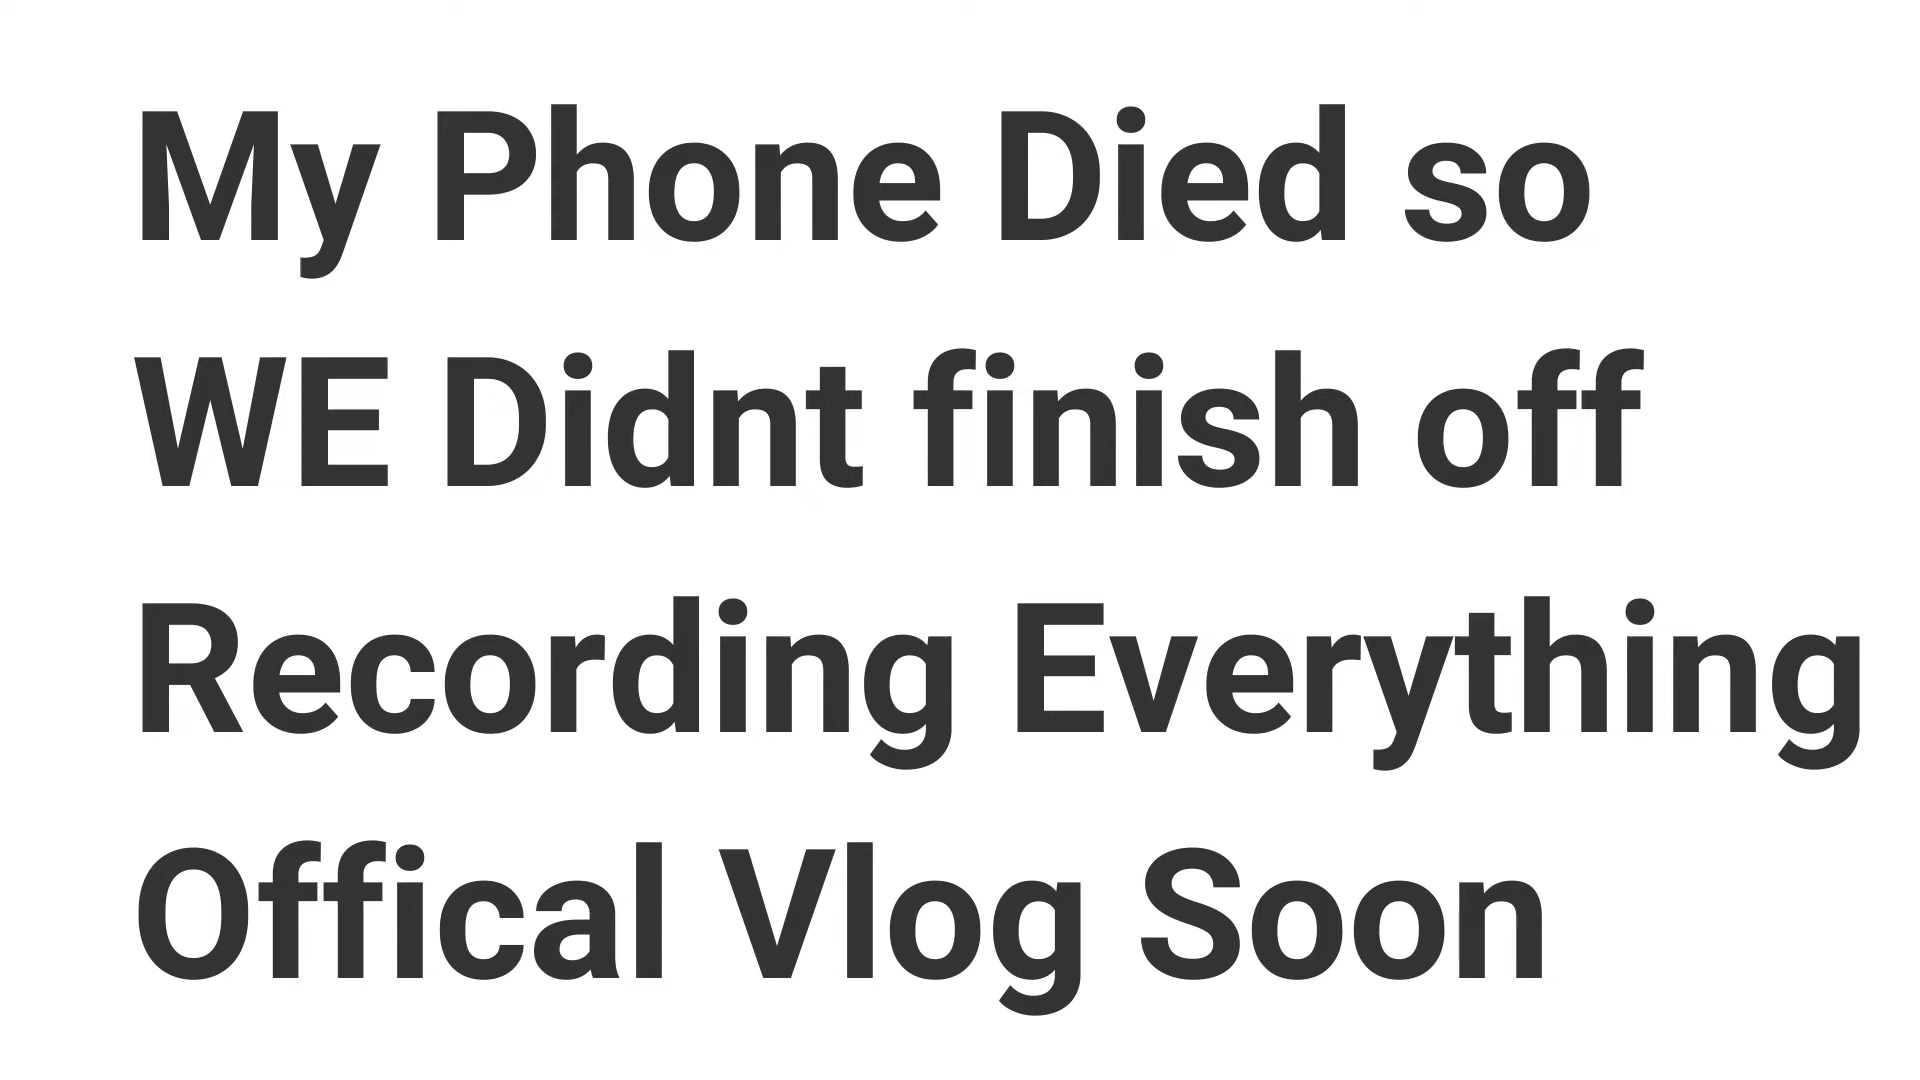 My Phone Died so
WE Didnt finish off
Recording Everything
Offical Vlog Soon